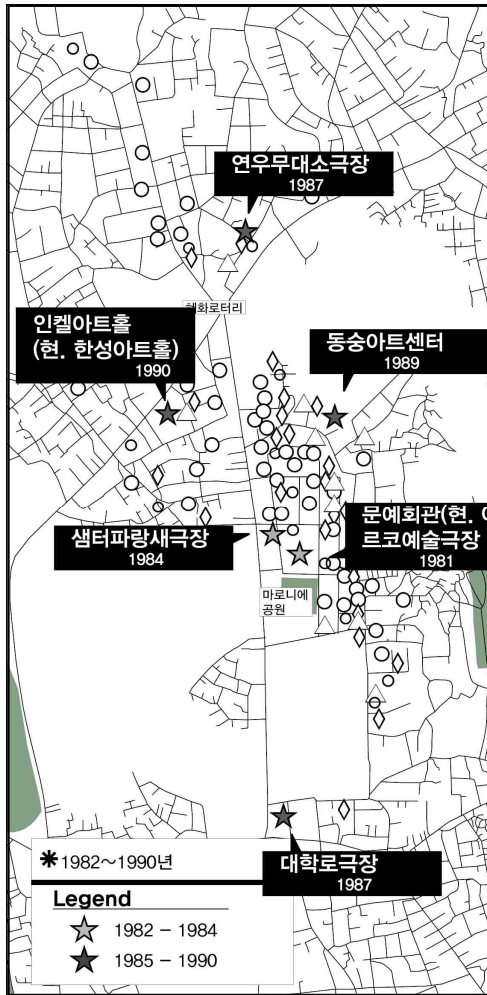 연우무대소극장
1987
혜화로터리
인켈아트홀
(현. 한성아트홀)
1990
동숭아트센터
1989
샘터파랑새극장
1984
문예회관(현. 아
르코예술극장
1981
마로니에
공원
대학로극장
1987
1982~1990년
Legend
1982 - 1984
1985 - 1990